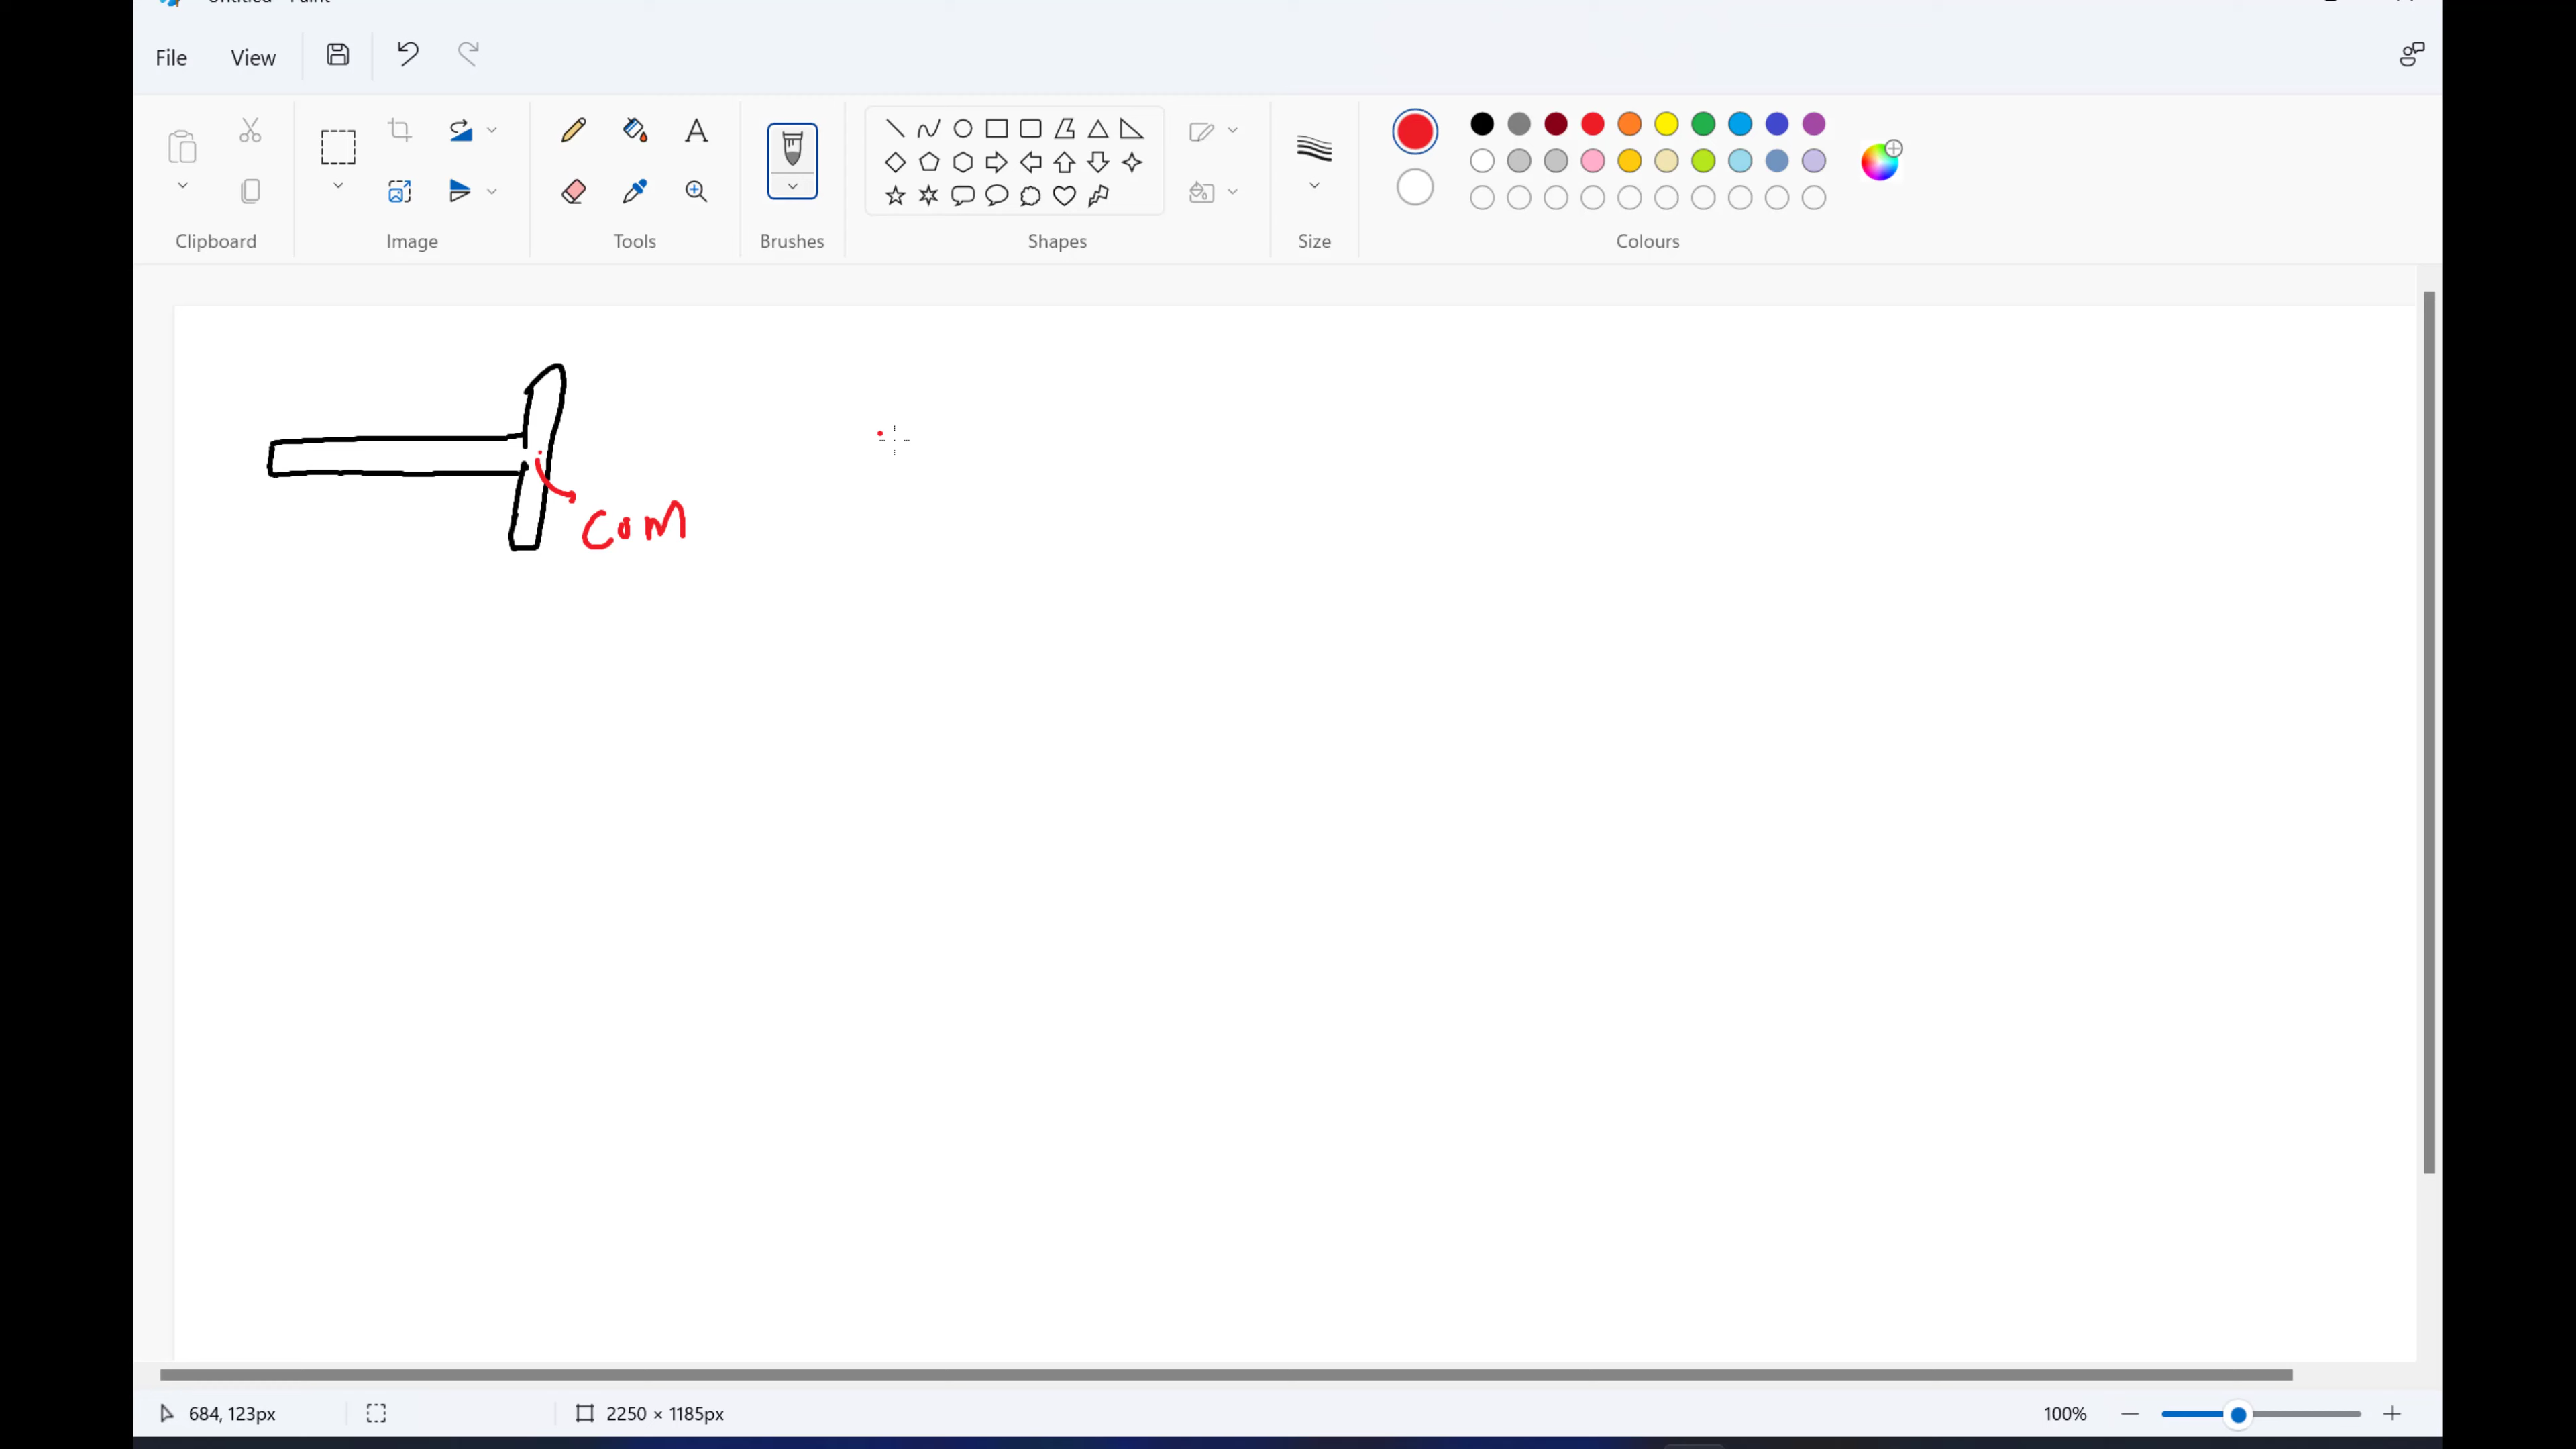 File View
Clipboard Image Tools Brushes Shapes Size Colours
COM
684, 123px 2250 × 1185px 100%